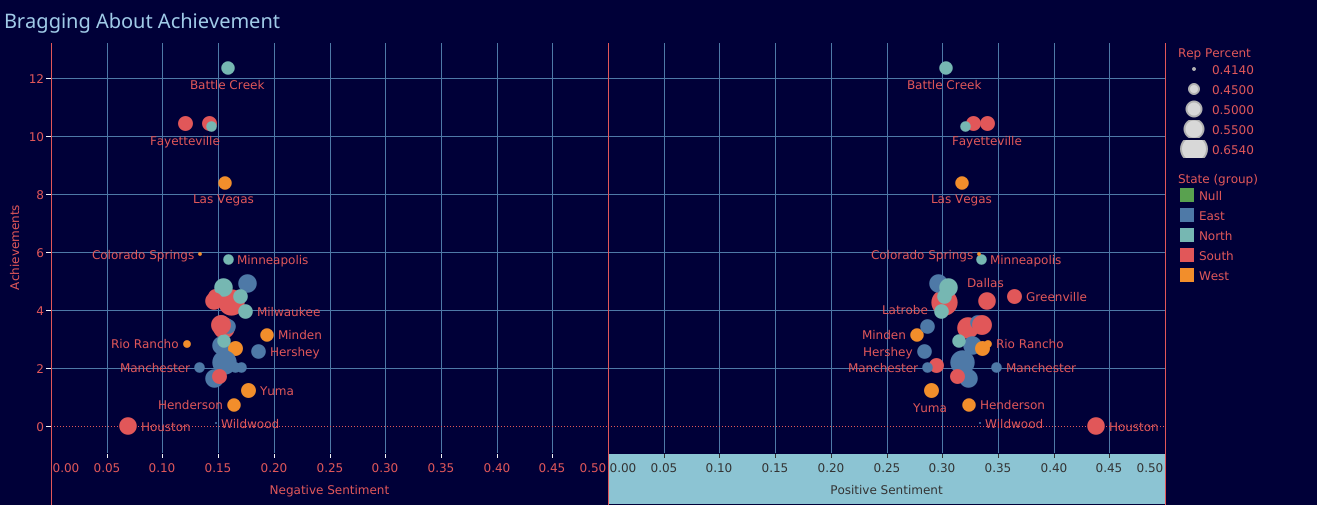 Bragging About Achievement
Rep Percent
0.4140
0.4500
0.5000
0.5500
0.6540
State (group)
Null
East
North
South
West
Achievements
12
10
8
6
4
2
0
Battle Creek
Fayetteville
Las Vegas
Colorado Springs
Minneapolis
Milwaukee
Minden
Rio Rancho
Hershey
Manchester
Yuma
Henderson
Wildwood
Houston
Battle Creek
Fayetteville
Las Vegas
Colorado Springs
Minneapolis
Dallas
Greenville
Latrobe
Minden
Rio Rancho
Hershey
Manchester
Manchester
Yuma
Henderson
Wildwood
Houston
0.00 0.05 0.10 0.15 0.20 0.25 0.30 0.35 0.40 0.45 0.50
Negative Sentiment
0.00 0.05 0.10 0.15 0.20 0.25 0.30 0.35 0.40 0.45 0.50
Positive Sentiment